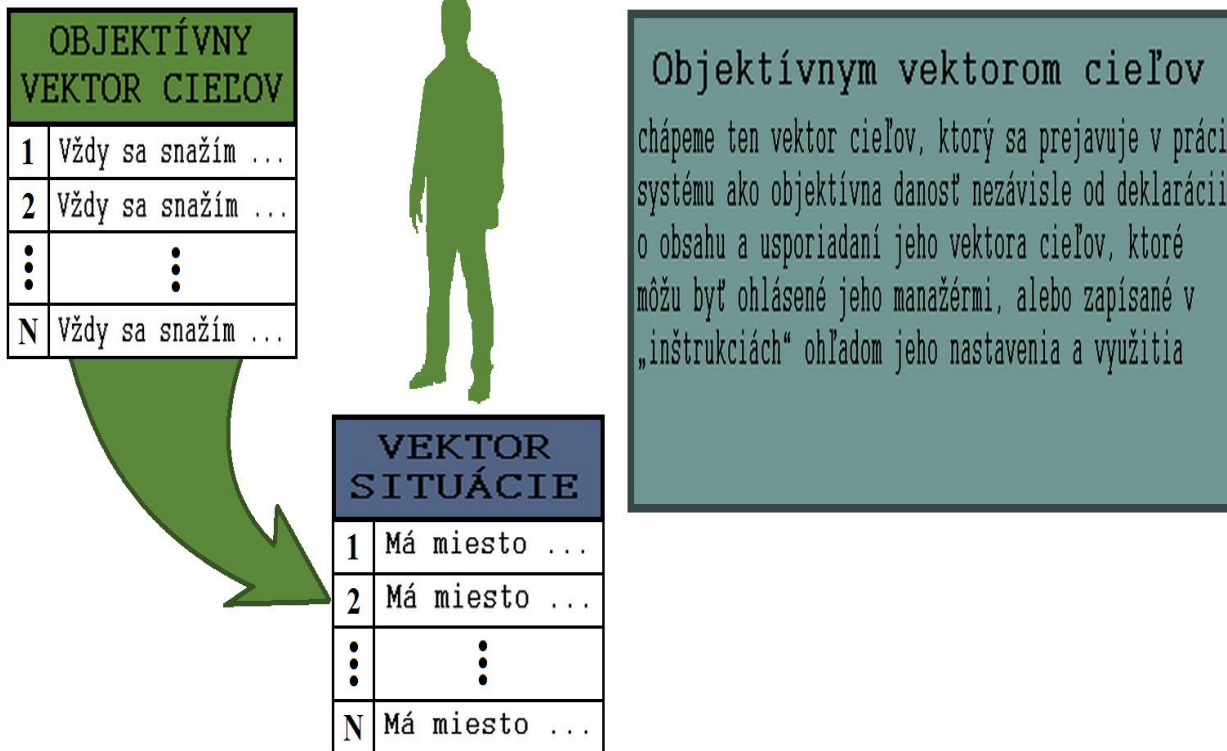 OBJEKTÍVNY
VEKTOR CIEĽOV
1 Vždy sa snažím ...
2 Vždy sa snažím ...
N Vždy sa snažím ...
VEKTOR
SITUÁCIE
1 Má miesto ...
2 Má miesto ...
N Má miesto ...
Objektívnym vektorom cieľov
chápeme ten vektor cieľov, ktorý sa prejavuje v práci
systému ako objektívna danosť nezávisle od deklarácii
o obsahu a usporiadaní jeho vektora cieľov, ktoré
môžu byť ohlásené jeho manažérmi, alebo zapísané v
„inštrukciách“ ohľadom jeho nastavenia a využitia